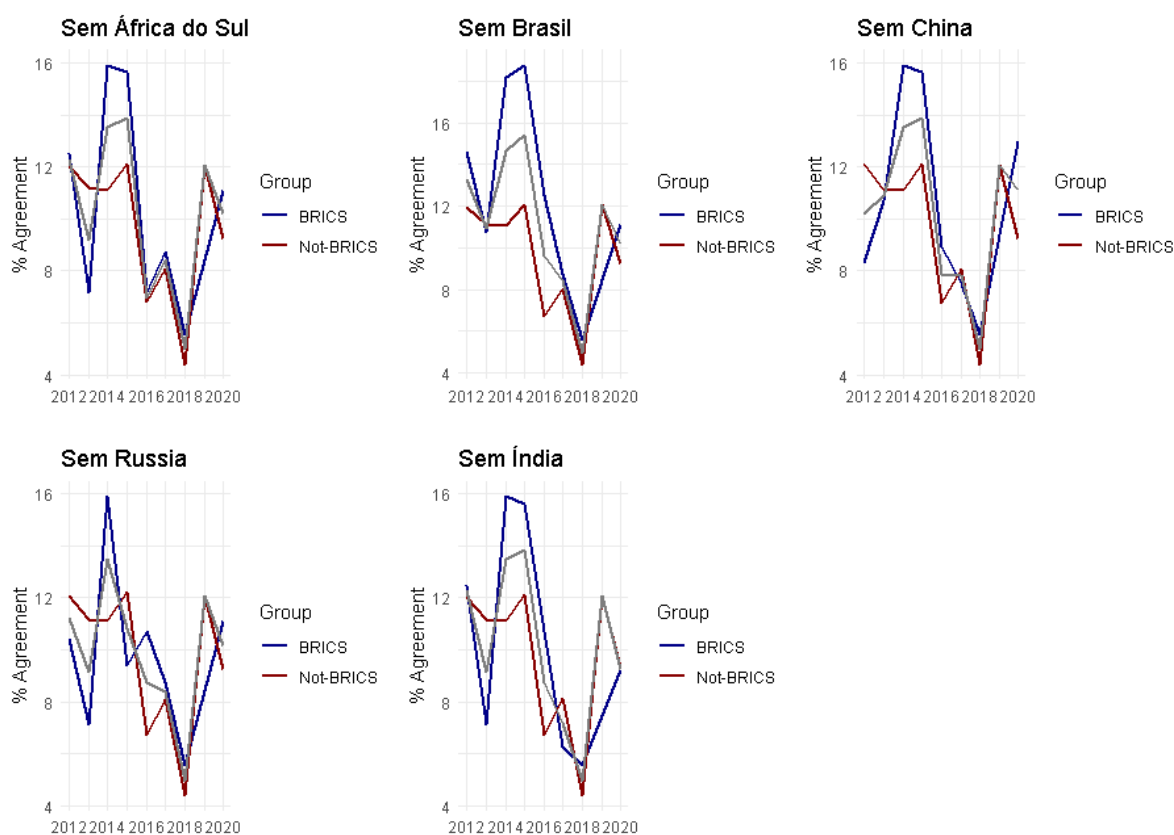 Sem África do Sul
16
12
8
4
% Agreement
2012 2014 2016 2018 2020
Group
BRICS
Not-BRICS
Sem Brasil
16
12
8
4
% Agreement
2012 2014 2016 2018 2020
Group
BRICS
Not-BRICS
Sem China
16
12
8
4
% Agreement
2012 2014 2016 2018 2020
Group
BRICS
Not-BRICS
Sem Russia
16
12
8
4
% Agreement
2012 2014 2016 2018 2020
Group
BRICS
Not-BRICS
Sem Índia
16
12
8
4
% Agreement
2012 2014 2016 2018 2020
Group
BRICS
Not-BRICS